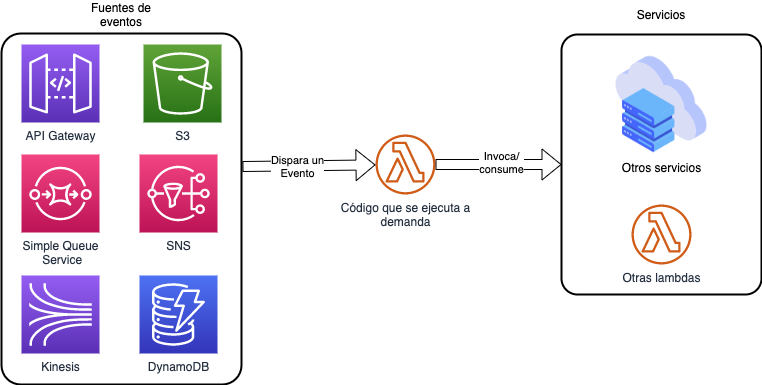 Fuentes de
eventos
API Gateway
S3
Simple Queue
Service
SNS
Kinesis
DynamoDB
Dispara un
Evento
Código que se ejecuta a
demanda
Invoca/
consume
Servicios
Otros servicios
Otras lambdas